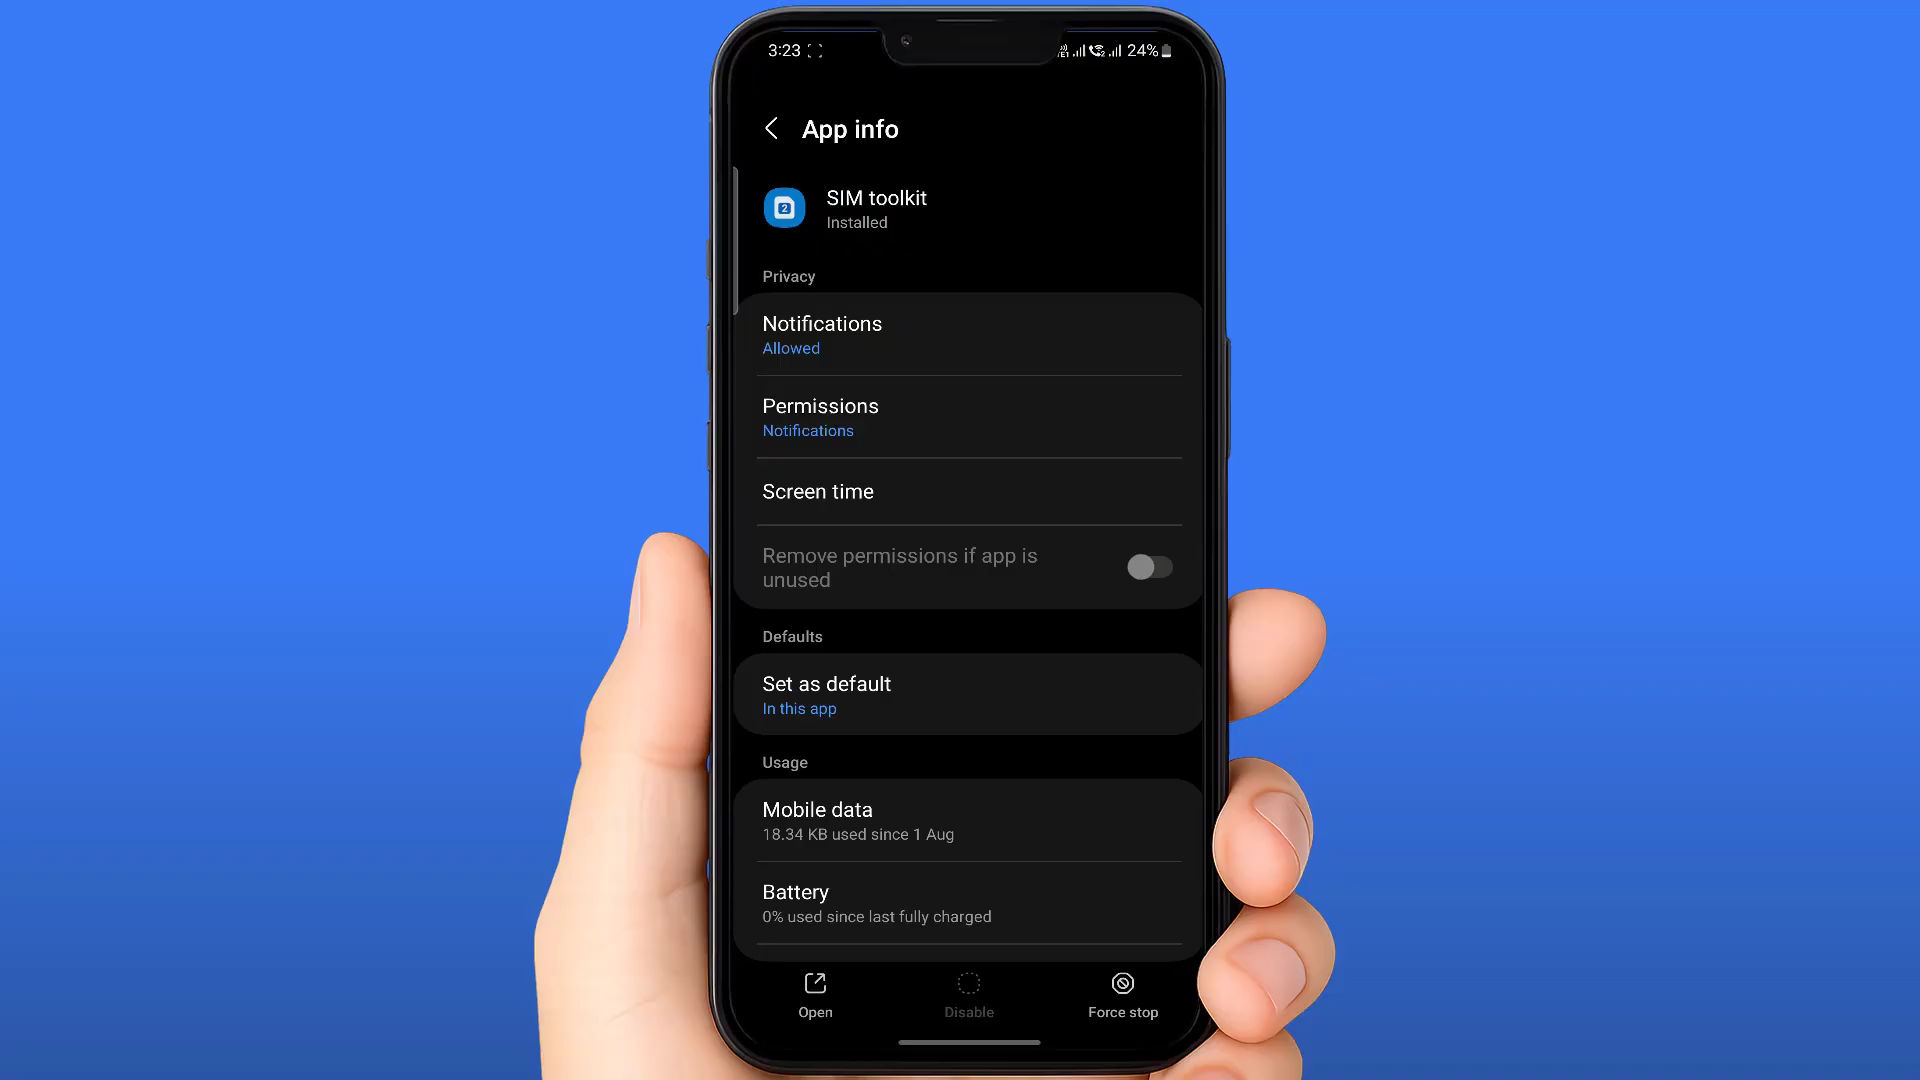 3:23
24%
App info
2
SIM toolkit
Installed
Privacy
Notifications
Allowed
Permissions
Notifications
Screen time
Remove permissions if app is
unused
Defaults
Set as default
In this app
Usage
Mobile data
18.34 KB used since 1 Aug
Battery
0% used since last fully charged
Open
Disable
Force stop